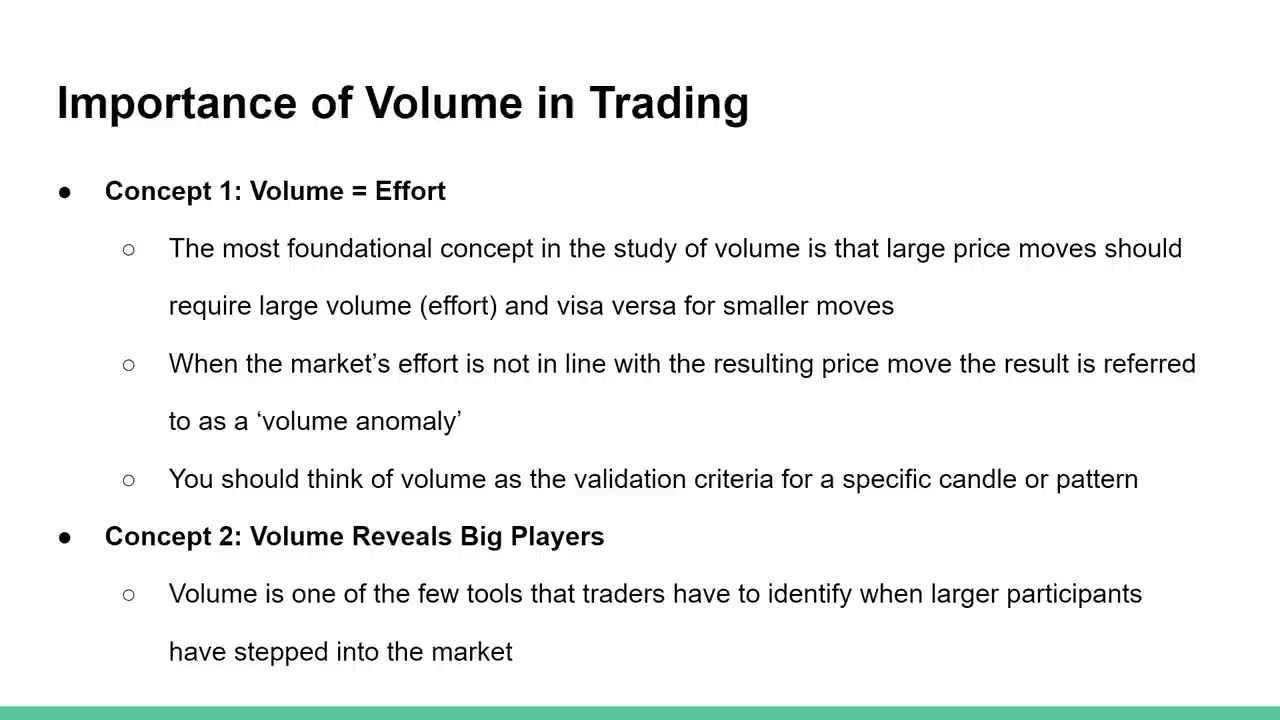 Importance of Volume in Trading
● Concept 1: Volume = Effort
○ The most foundational concept in the study of volume is that large price moves should
require large volume (effort) and visa versa for smaller moves
○ When the market’s effort is not in line with the resulting price move the result is referred
to as a ‘volume anomaly’
○ You should think of volume as the validation criteria for a specific candle or pattern
● Concept 2: Volume Reveals Big Players
○ Volume is one of the few tools that traders have to identify when larger participants
have stepped into the market